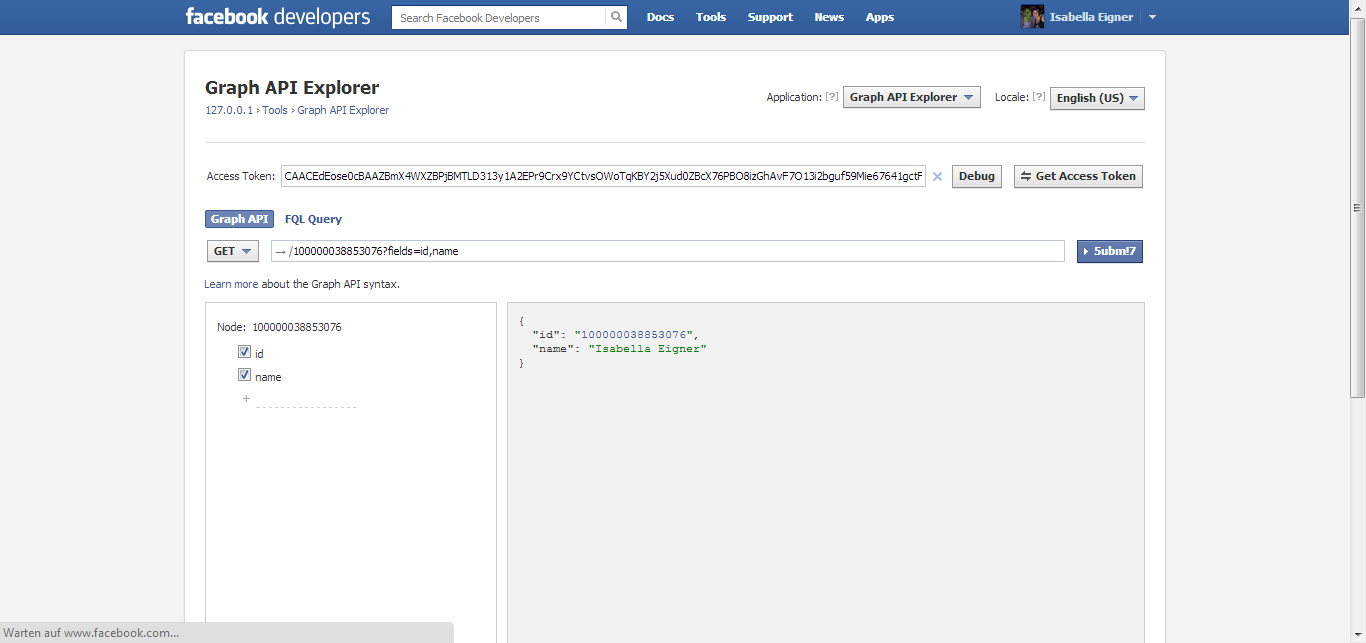 facebook developers Search Facebook Developers Docs Tools Support News Apps Isabella Eigner
Graph API Explorer
Application: [?] Graph API Explorer Locale: [?] English (US)
127.0.0.1 › Tools › Graph API Explorer
Access Token: CAACEdEose0cBAAZBmX4WXZBPjBMTLD313y1A2EPr9Crx9YCtvsOWoTqKBY2j5Xud0ZBcX76PBO8izGhAvF7O13i2bguf59Mie67641gctF Debug Get Access Token
Graph API FQL Query
GET → /100000038853076?fields=id,name 5ubm!7
Learn more about the Graph API syntax.
Node: 100000038853076
id
name
+
{
"id": "100000038853076",
"name": "Isabella Eigner"
}
Warten auf www.facebook.com...